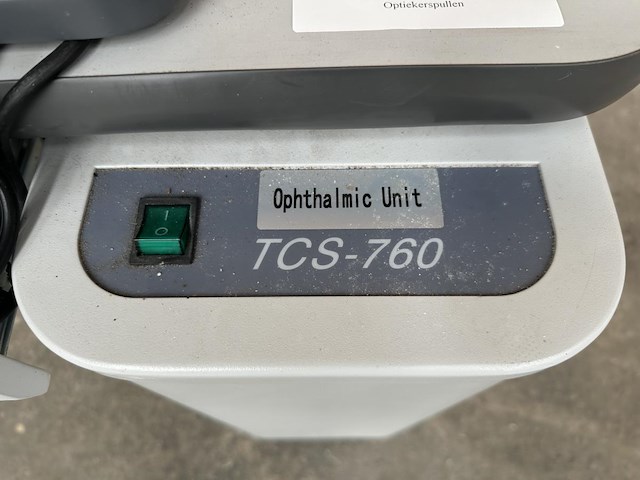 Optiekerspullen
Ophthalmic Unit
TCS-760
I
O